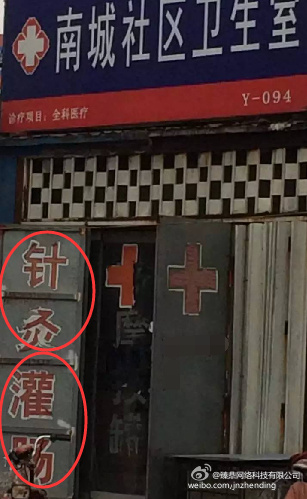 南城社区卫生室
诊疗项目：全科医疗
Y-094
针灸
灌肠
@臻鼎网络科技有限公司
weibo.com/jnzhending